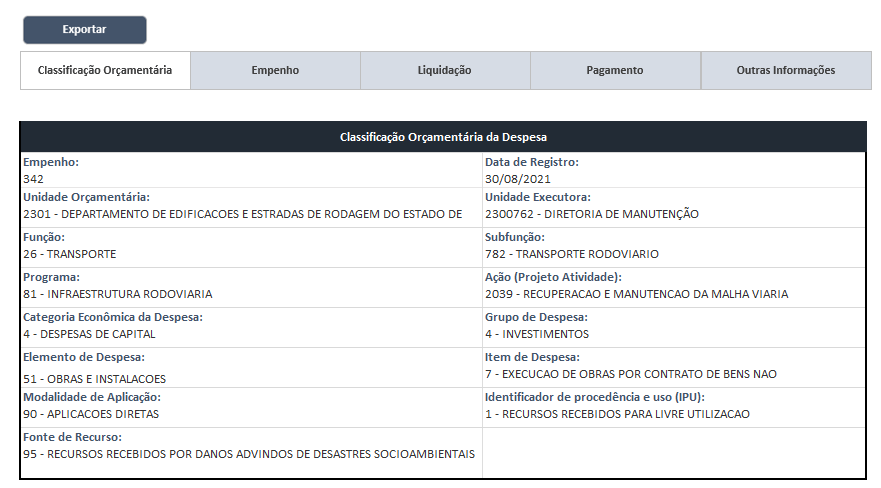 Exportar
Classificação Orçamentária
Empenho
Liquidação
Pagamento
Outras Informações
Classificação Orçamentária da Despesa
Empenho:
342
Data de Registro:
30/08/2021
Unidade Orçamentária:
2301 - DEPARTAMENTO DE EDIFICACOES E ESTRADAS DE RODAGEM DO ESTADO DE
Unidade Executora:
2300762 - DIRETORIA DE MANUTENÇÃO
Função:
26 - TRANSPORTE
Subfunção:
782 - TRANSPORTE RODOVIARIO
Programa:
81 - INFRAESTRUTURA RODOVIARIA
Ação (Projeto Atividade):
2039 - RECUPERACAO E MANUTENCAO DA MALHA VIARIA
Categoria Econômica da Despesa:
4 - DESPESAS DE CAPITAL
Grupo de Despesa:
4 - INVESTIMENTOS
Elemento de Despesa:
51 - OBRAS E INSTALACOES
Item de Despesa:
7 - EXECUCAO DE OBRAS POR CONTRATO DE BENS NAO
Modalidade de Aplicação:
90 - APLICACOES DIRETAS
Identificador de procedência e uso (IPU):
1 - RECURSOS RECEBIDOS PARA LIVRE UTILIZACAO
Fonte de Recurso:
95 - RECURSOS RECEBIDOS POR DANOS ADVINDOS DE DESASTRES SOCIOAMBIENTAIS